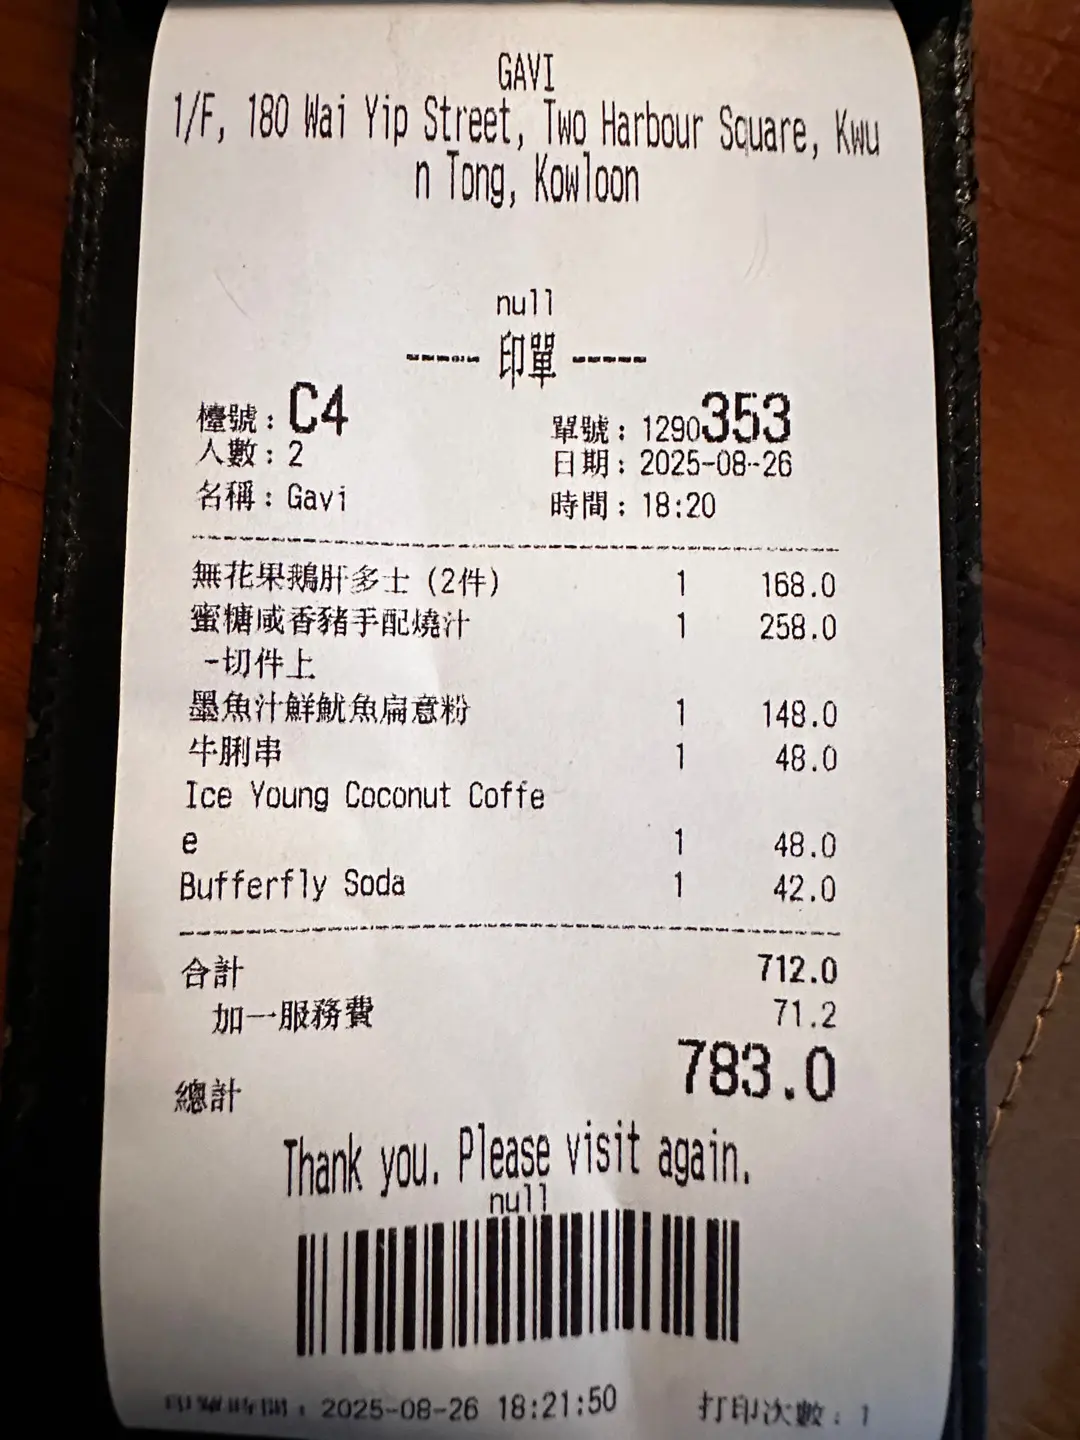 GAVI
1/F, 180 Wai Yip Street, Two Harbour Square, Kwu
n Tong, Kowloon
null
----- 印單 -----
檯號：C4 單號：1290353
人數：2 日期：2025-08-26
名稱：Gavi 時間：18:20
無花果鵝肝多士 (2件) 1 168.0
蜜糖咸香豬手配燒汁 1 258.0
-切件上
墨魚汁鮮魷魚扁意粉 1 148.0
牛脷串 1 48.0
Ice Young Coconut Coffe
e 1 48.0
Bufferfly Soda 1 42.0
合計 712.0
加一服務費 71.2
總計 783.0
Thank you. Please visit again.
null
2025-08-26 18:21:50 打印次數：1